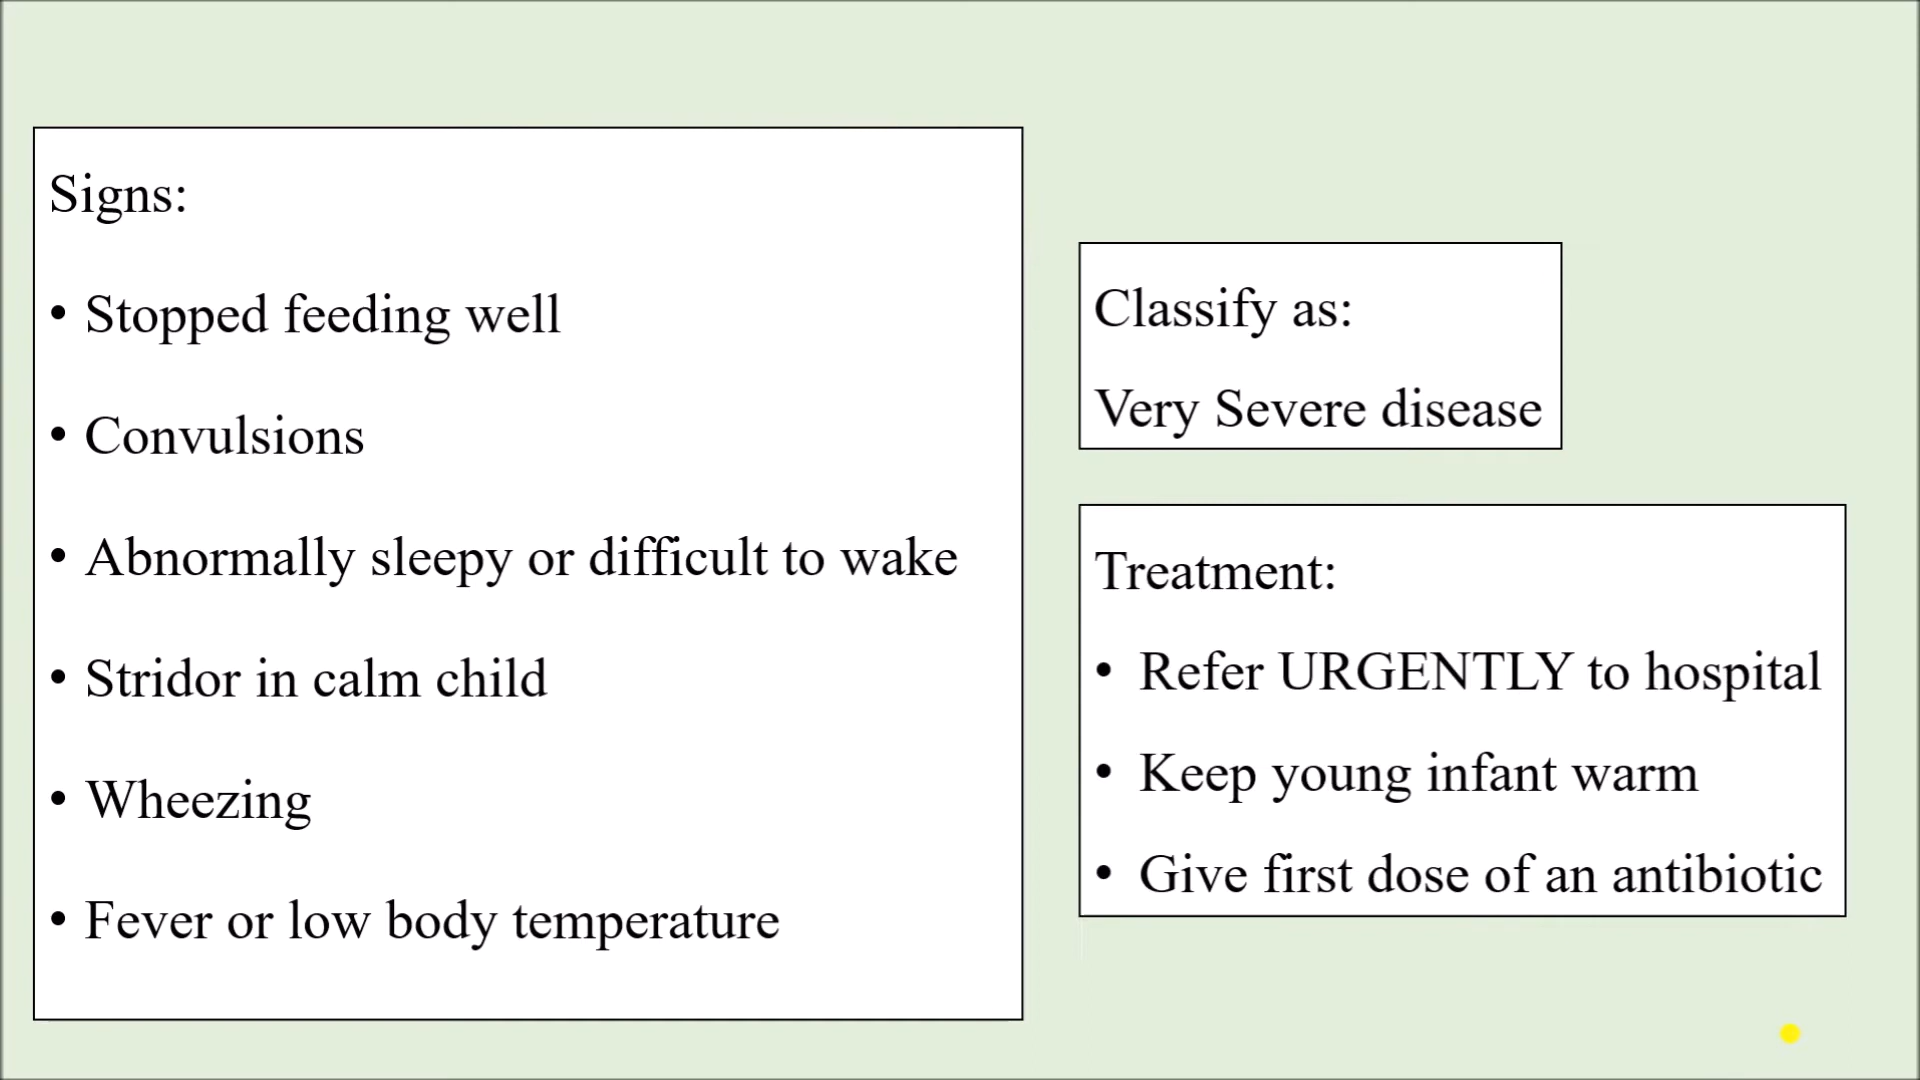 Signs:
• Stopped feeding well
• Convulsions
• Abnormally sleepy or difficult to wake
• Stridor in calm child
• Wheezing
• Fever or low body temperature
Classify as:
Very Severe disease
Treatment:
• Refer URGENTLY to hospital
• Keep young infant warm
• Give first dose of an antibiotic